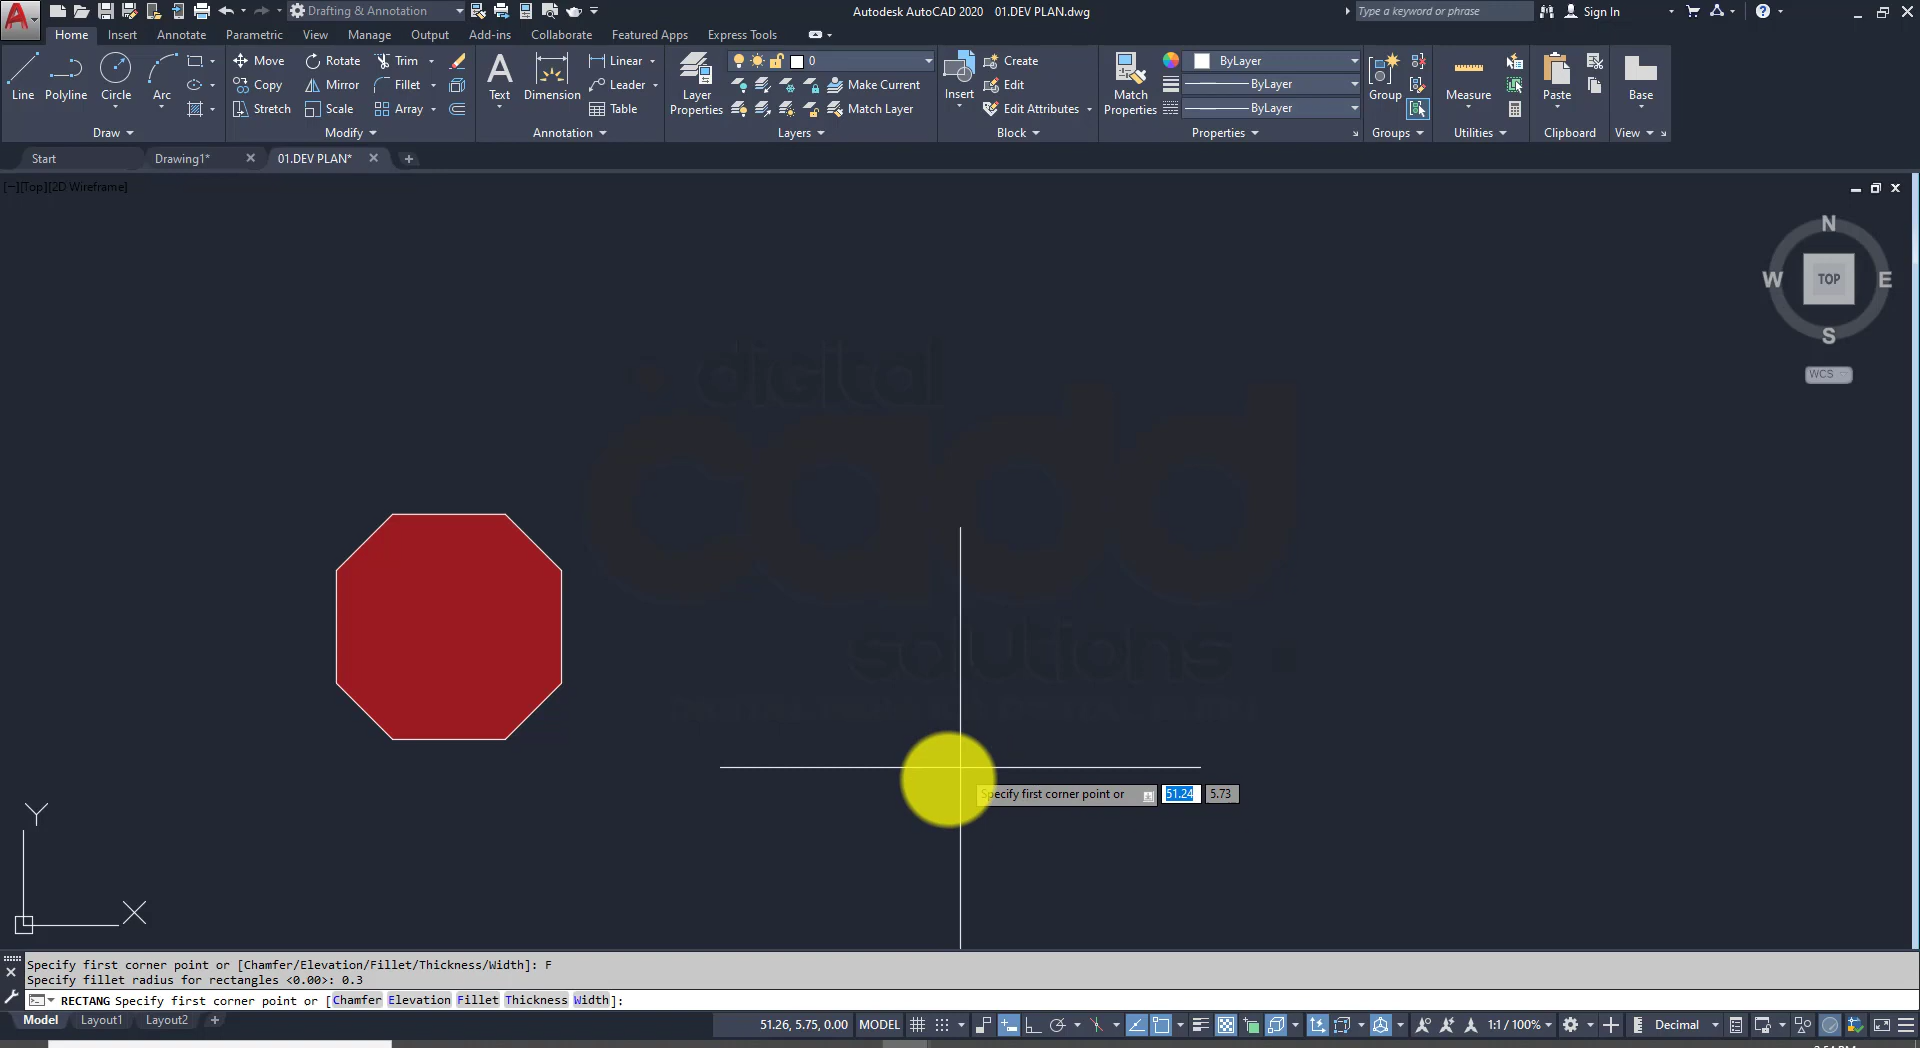 Drafting & Annotation
Autodesk AutoCAD 2020 01.DEV PLAN.dwg
Type a keyword or phrase
Sign In
Home Insert Annotate Parametric View Manage Output Add-ins Collaborate Featured Apps Express Tools
Line Polyline Circle Arc
Draw
Move Rotate Trim
Copy Mirror Fillet
Stretch Scale Array
Modify
Text Dimension
Linear
Leader
Table
Annotation
Layer Properties
0
Make Current
Match Layer
Layers
Insert
Create
Edit
Edit Attributes
Block
Match Properties
ByLayer
ByLayer
ByLayer
Properties
Group
Groups
Measure
Utilities
Paste
Clipboard
Base
View
Start Drawing1* 01.DEV PLAN*
[−][Top][2D Wireframe]
N
W TOP E
S
WCS
digital
cadd
solutions
Specify first corner point or 51.24 5.73
Y
X
Specify first corner point or [Chamfer/Elevation/Fillet/Thickness/Width]: F
Specify fillet radius for rectangles <0.00>: 0.3
RECTANG Specify first corner point or [Chamfer Elevation Fillet Thickness Width]:
Model Layout1 Layout2
51.26, 5.75, 0.00 MODEL
1:1 / 100%
Decimal